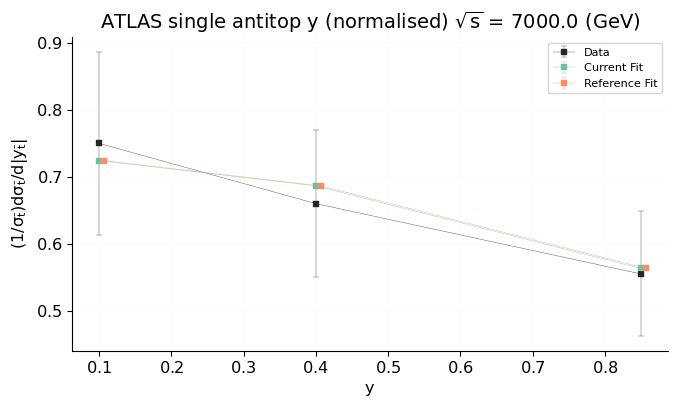 ATLAS single antitop y (normalised) √s = 7000.0 (GeV)
(1/σt̄)dσt̄/d|yt̄|
0.9
0.8
0.7
0.6
0.5
Data
Current Fit
Reference Fit
0.1 0.2 0.3 0.4 0.5 0.6 0.7 0.8
y